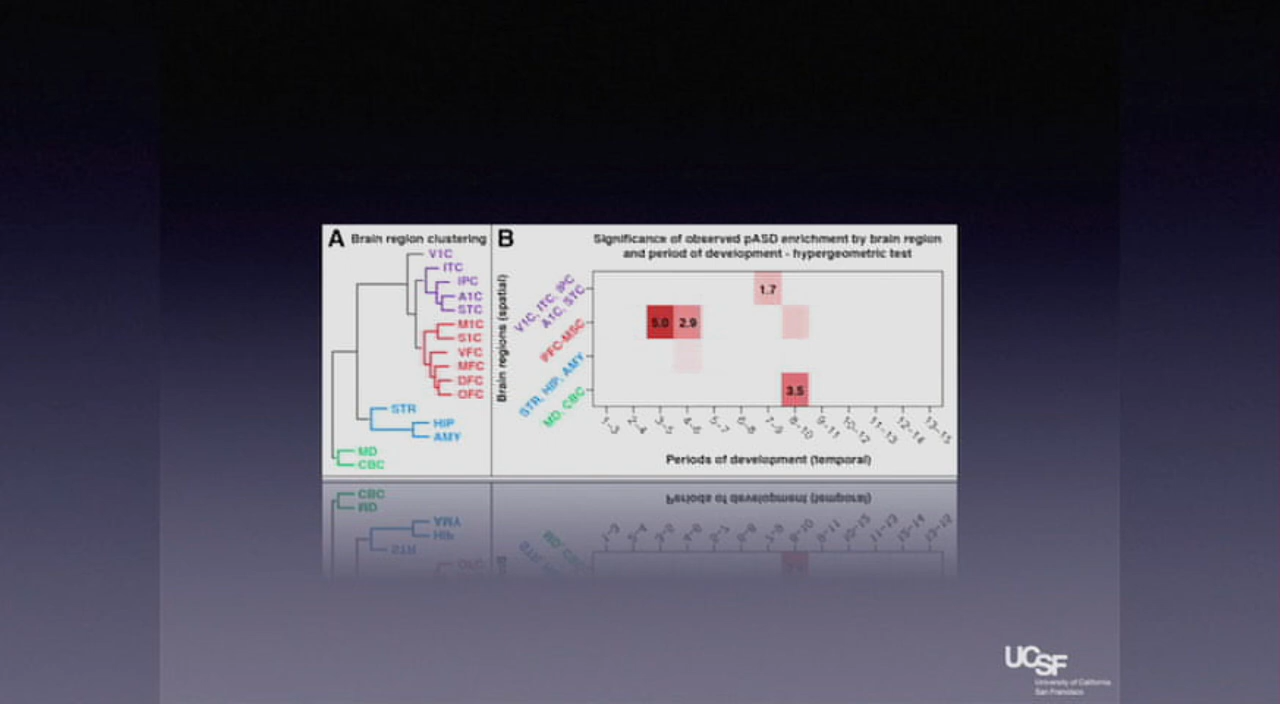 A Brain region clustering
V1C
ITC
IPC
A1C
STC
M1C
S1C
VFC
MFC
DFC
OFC
STR
HIP
AMY
MD
CBC
B
Significance of observed pASD enrichment by brain region
and period of development - hypergeometric test
Brain regions (spatial)
V1C, ITC, IPC
A1C, STC
PFC-MSC
STR, HIP, AMY
MD, CBC
1.7
5.0 2.9
3.5
1-3 2-4 3-5 4-6 5-7 6-8 7-9 8-10 9-11 10-12 11-13 12-14 13-15
Periods of development (temporal)
UCSF
University of California
San Francisco